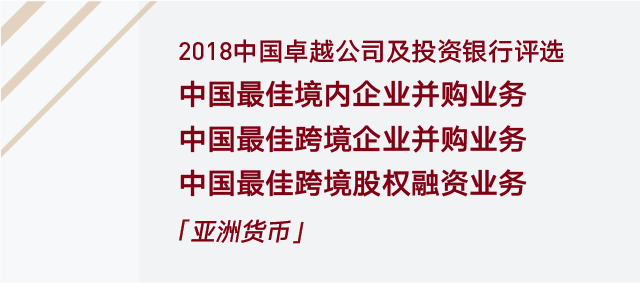 2018中国卓越公司及投资银行评选
中国最佳境内企业并购业务
中国最佳跨境企业并购业务
中国最佳跨境股权融资业务
「亚洲货币」